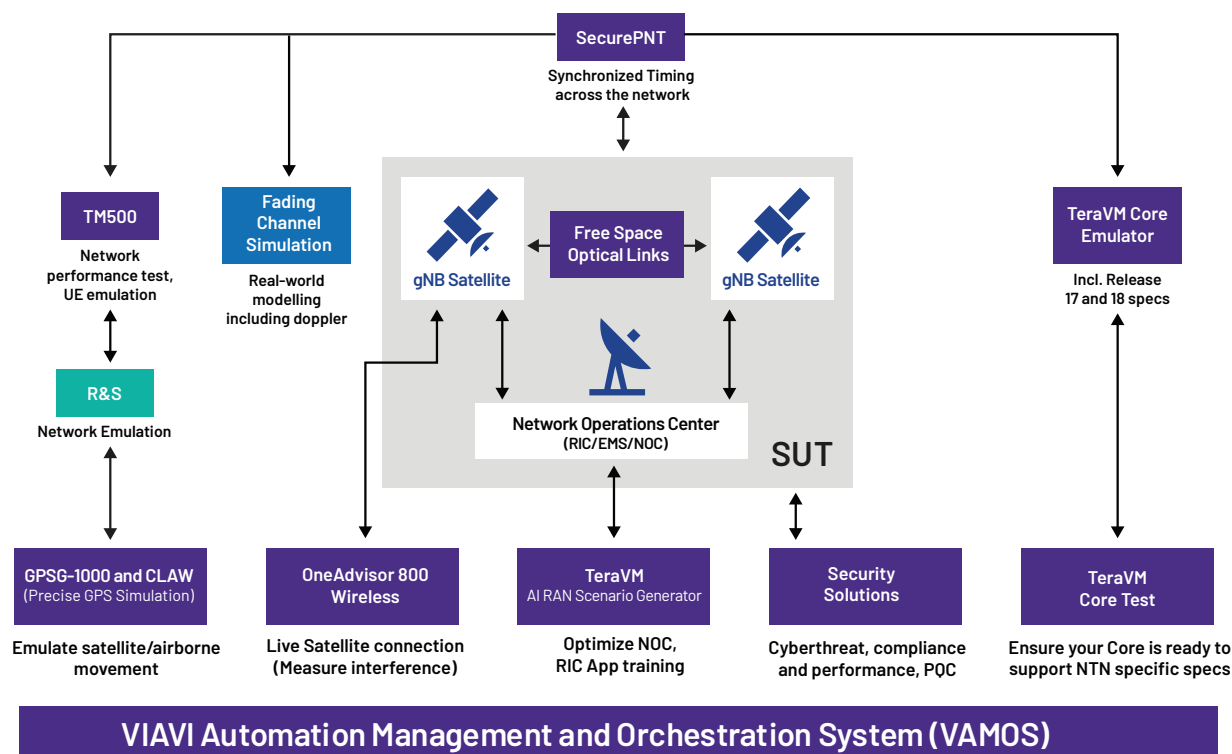 SecurePNT
Synchronized Timing
across the network
TM500
Network
performance test,
UE emulation
R&S
Network Emulation
GPSG-1000 and CLAW
(Precise GPS Simulation)
Emulate satellite/airborne
movement
Fading
Channel
Simulation
Real-world
modelling
including doppler
gNB Satellite
Free Space
Optical Links
gNB Satellite
Network Operations Center
(RIC/EMS/NOC)
SUT
OneAdvisor 800
Wireless
Live Satellite connection
(Measure interference)
TeraVM
AI RAN Scenario Generator
Optimize NOC,
RIC App training
Security
Solutions
Cyberthreat, compliance
and performance, PQC
TeraVM Core
Emulator
Incl. Release
17 and 18 specs
TeraVM
Core Test
Ensure your Core is ready to
support NTN specific specs
VIAVI Automation Management and Orchestration System (VAMOS)